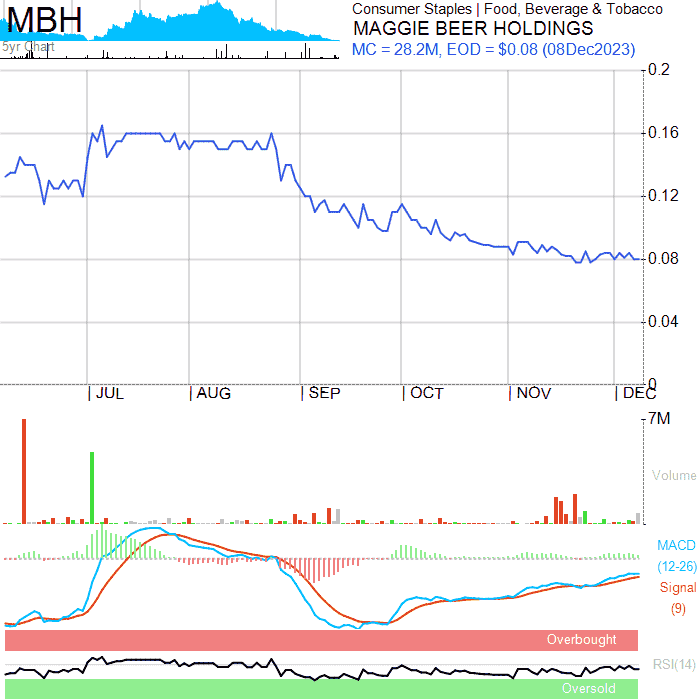 MBH
5yr Chart
Consumer Staples | Food, Beverage & Tobacco
MAGGIE BEER HOLDINGS
MC = 28.2M, EOD = $0.08 (08Dec2023)
0.2
0.16
0.12
0.08
0.04
0
JUL AUG SEP OCT NOV DEC
7M
Volume
MACD
(12-26)
Signal
(9)
Overbought
RSI(14)
Oversold